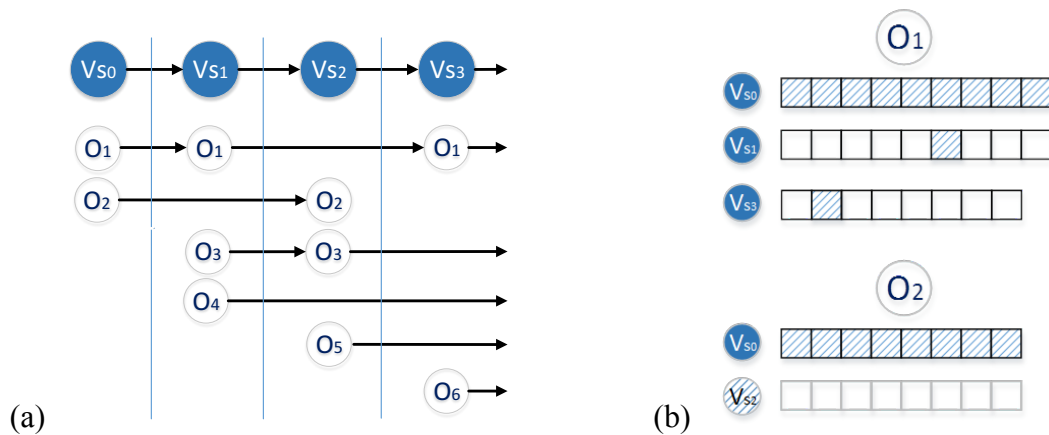 Vs0 Vs1 Vs2 Vs3
O1 O1 O1
O2 O2
O3 O3
O4
O5
O6
(a)
O1
Vs0
Vs1
Vs3
O2
Vs0
Vs2
(b)